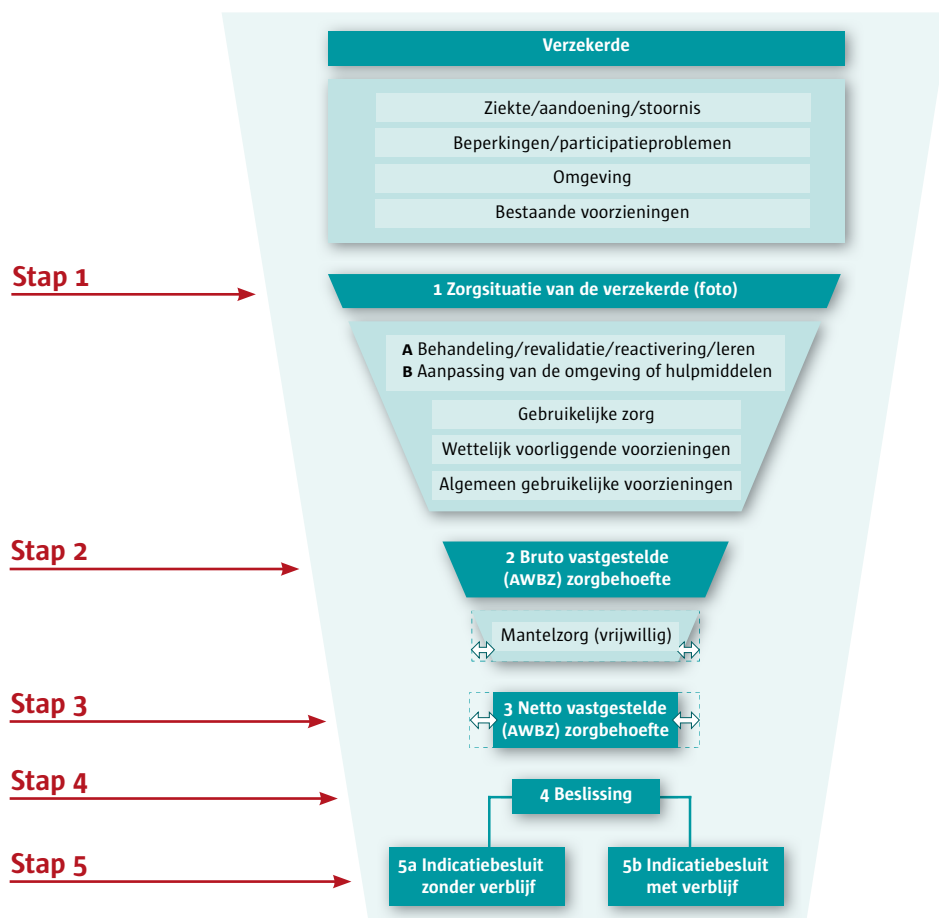 Verzekerde
Ziekte/aandoening/stoornis
Beperkingen/participatieproblemen
Omgeving
Bestaande voorzieningen
Stap 1
1 Zorgsituatie van de verzekerde (foto)
A Behandeling/revalidatie/reactivering/leren
B Aanpassing van de omgeving of hulpmiddelen
Gebruikelijke zorg
Wettelijk voorliggende voorzieningen
Algemeen gebruikelijke voorzieningen
Stap 2
2 Bruto vastgestelde
(AWBZ) zorgbehoefte
Mantelzorg (vrijwillig)
Stap 3
3 Netto vastgestelde
(AWBZ) zorgbehoefte
Stap 4
4 Beslissing
Stap 5
5a Indicatiebesluit
zonder verblijf
5b Indicatiebesluit
met verblijf